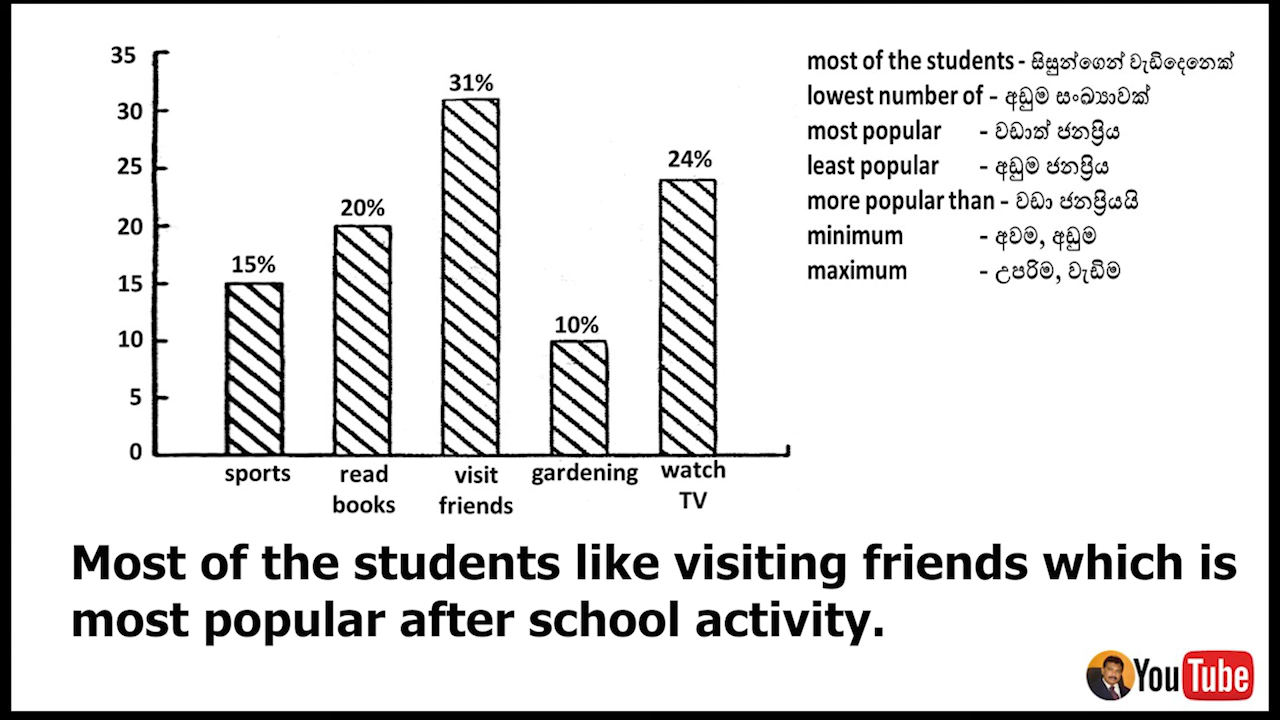 35
30
25
20
15
10
5
0
15%
20%
31%
10%
24%
sports
read
books
visit
friends
gardening
watch
TV
most of the students - සිසුන්ගෙන් වැඩිදෙනෙක්
lowest number of - අඩුම සංඛ්‍යාවක්
most popular - වඩාත් ජනප්‍රිය
least popular - අඩුම ජනප්‍රිය
more popular than - වඩා ජනප්‍රියයි
minimum - අවම, අඩුම
maximum - උපරිම, වැඩිම
Most of the students like visiting friends which is
most popular after school activity.
YouTube